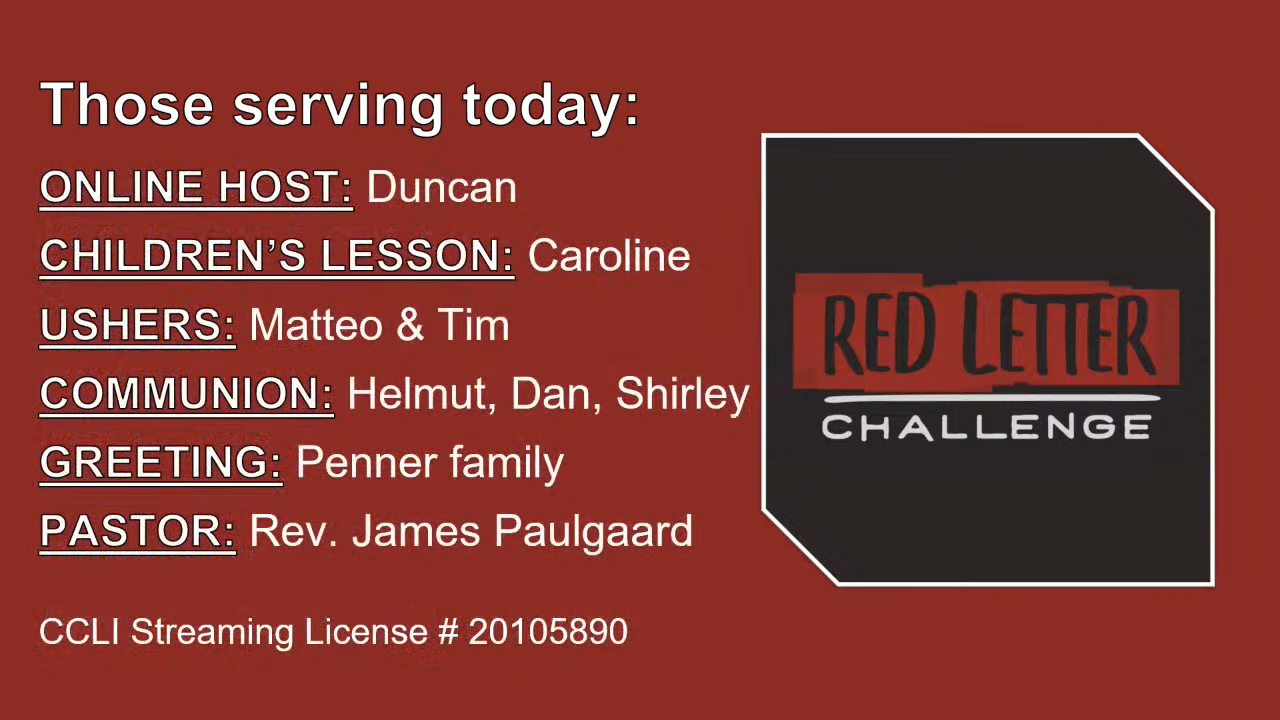 Those serving today:
ONLINE HOST: Duncan
CHILDREN’S LESSON: Caroline
USHERS: Matteo & Tim
COMMUNION: Helmut, Dan, Shirley
GREETING: Penner family
PASTOR: Rev. James Paulgaard
CCLI Streaming License # 20105890
RED LETTER
CHALLENGE